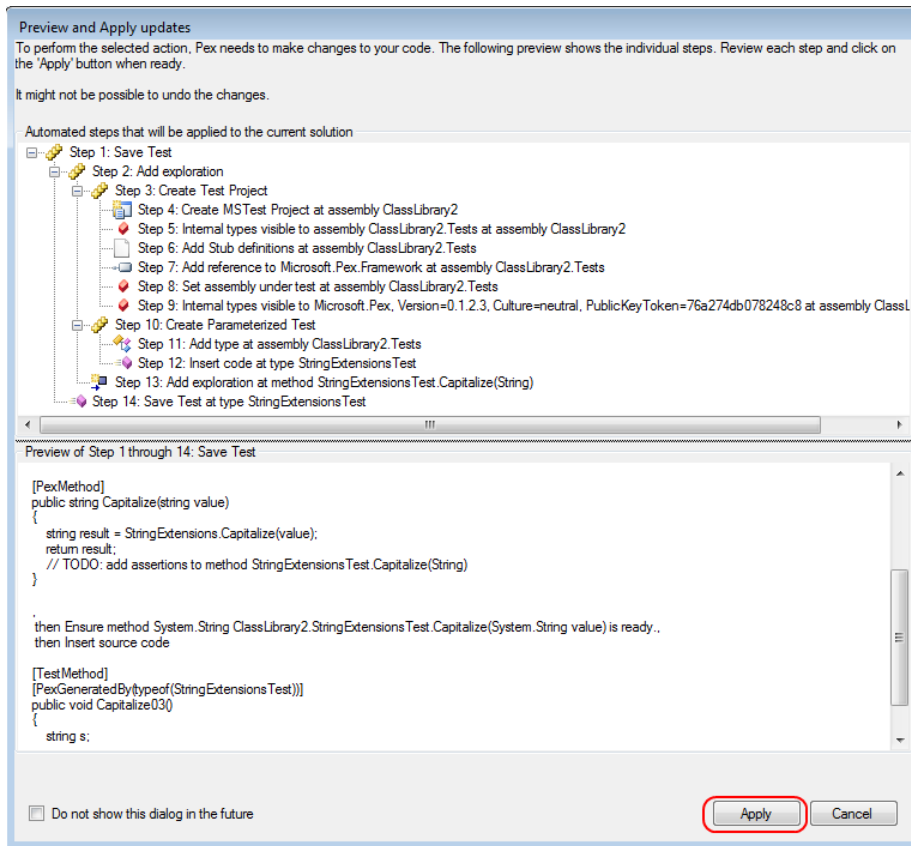 Preview and Apply updates
To perform the selected action, Pex needs to make changes to your code. The following preview shows the individual steps. Review each step and click on
the 'Apply' button when ready.
It might not be possible to undo the changes.
Automated steps that will be applied to the current solution
Step 1: Save Test
Step 2: Add exploration
Step 3: Create Test Project
Step 4: Create MSTest Project at assembly ClassLibrary2
Step 5: Internal types visible to assembly ClassLibrary2.Tests at assembly ClassLibrary2
Step 6: Add Stub definitions at assembly ClassLibrary2.Tests
Step 7: Add reference to Microsoft.Pex.Framework at assembly ClassLibrary2.Tests
Step 8: Set assembly under test at assembly ClassLibrary2.Tests
Step 9: Internal types visible to Microsoft.Pex, Version=0.1.2.3, Culture=neutral, PublicKeyToken=76a274db078248c8 at assembly ClassL
Step 10: Create Parameterized Test
Step 11: Add type at assembly ClassLibrary2.Tests
Step 12: Insert code at type StringExtensionsTest
Step 13: Add exploration at method StringExtensionsTest.Capitalize(String)
Step 14: Save Test at type StringExtensionsTest
Preview of Step 1 through 14: Save Test
[PexMethod]
public string Capitalize(string value)
{
string result = StringExtensions.Capitalize(value);
return result;
// TODO: add assertions to method StringExtensionsTest.Capitalize(String)
}
,
then Ensure method System.String ClassLibrary2.StringExtensionsTest.Capitalize(System.String value) is ready.,
then Insert source code
[TestMethod]
[PexGeneratedBy(typeof(StringExtensionsTest))]
public void Capitalize03()
{
string s;
Do not show this dialog in the future
Apply
Cancel